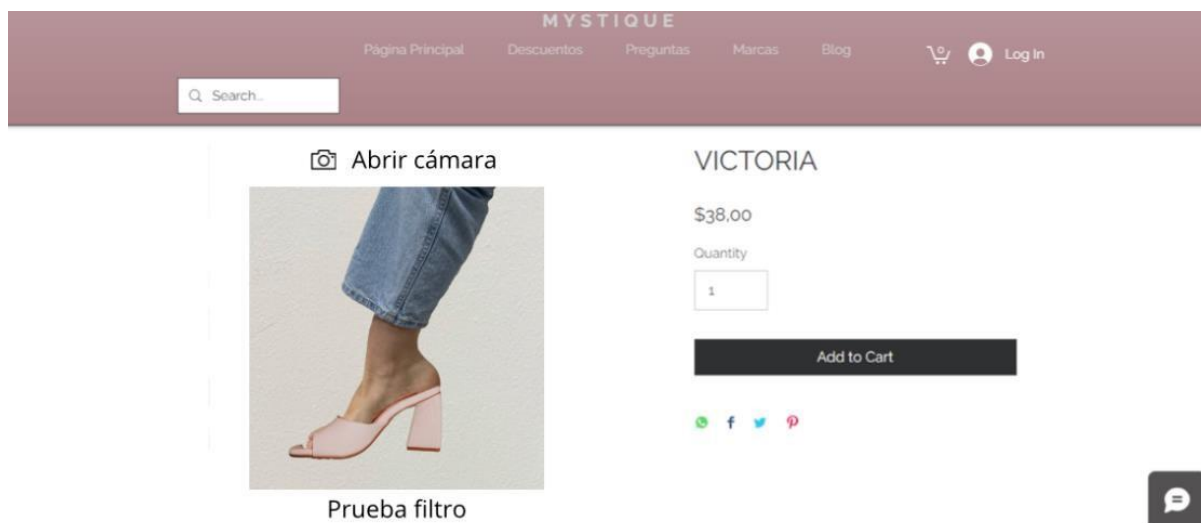 MYSTIQUE
Página Principal Descuentos Preguntas Marcas Blog
0 Log In
Search...
Abrir cámara
VICTORIA
$38,00
Quantity
1
Add to Cart
Prueba filtro